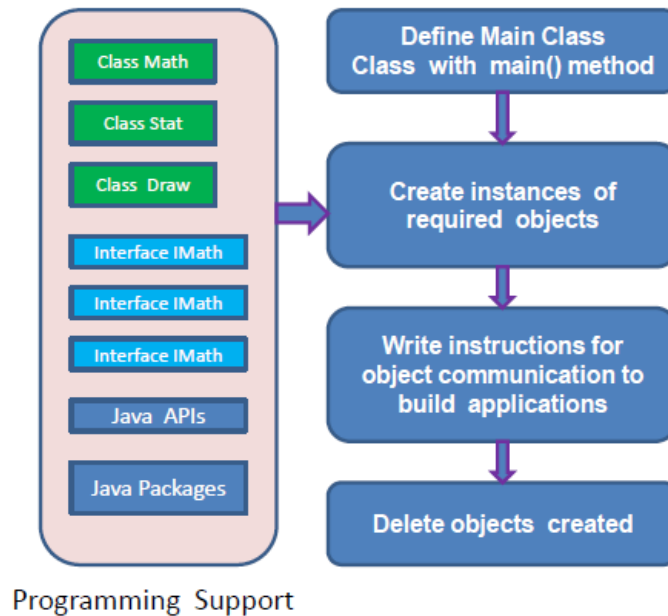 Class Math
Class Stat
Class Draw
Interface IMath
Interface IMath
Interface IMath
Java APIs
Java Packages
Programming Support
Define Main Class
Class with main() method
Create instances of
required objects
Write instructions for
object communication to
build applications
Delete objects created